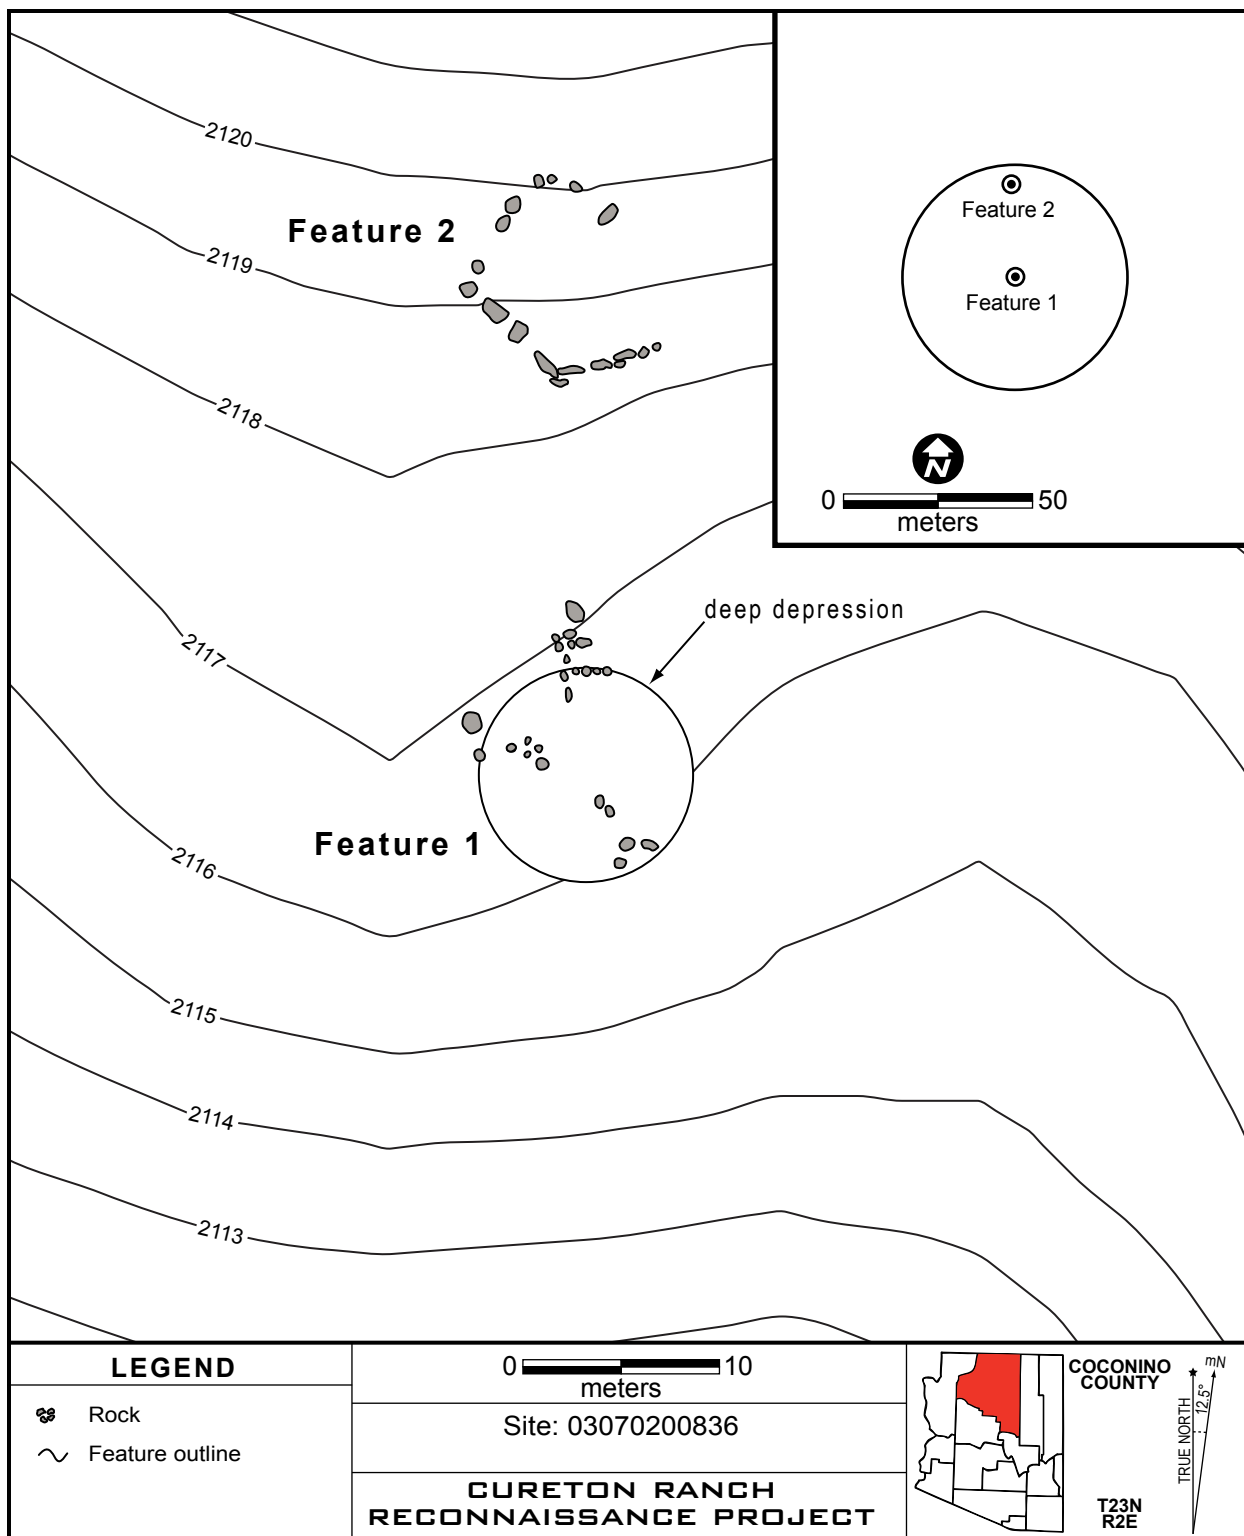 2120
Feature 2
2119
2118
Feature 2
Feature 1
N
0 50
meters
deep depression
2117
Feature 1
2116
2115
2114
2113
LEGEND
Rock
Feature outline
0 10
meters
Site: 03070200836
CURETON RANCH
RECONNAISSANCE PROJECT
COCONINO
COUNTY
T23N
R2E
TRUE NORTH
12.5°
mN